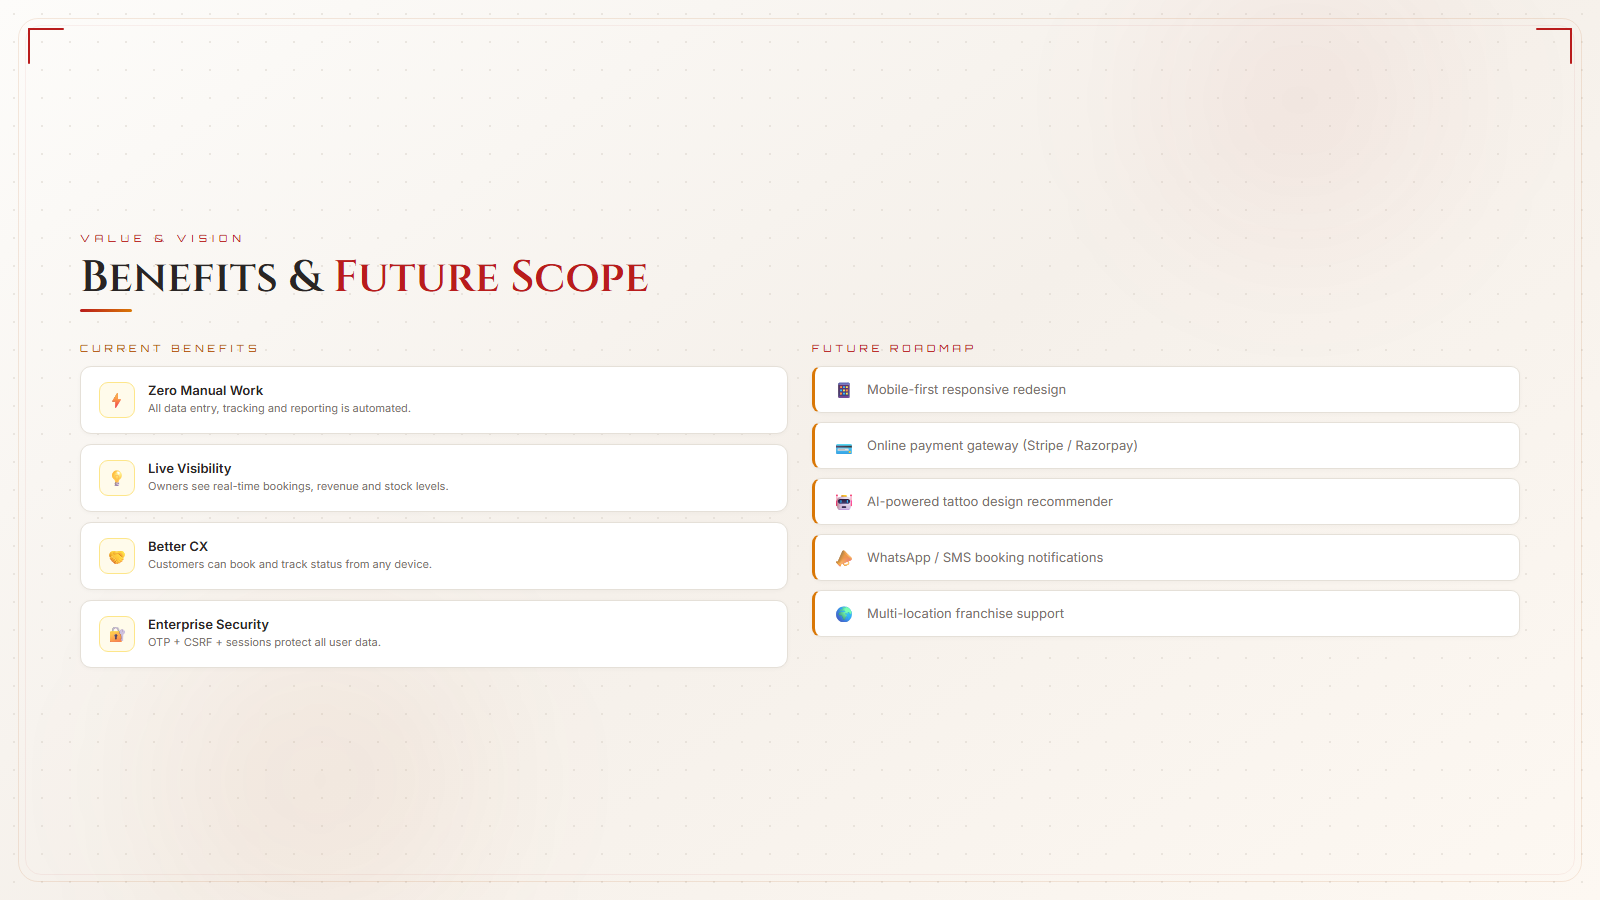 VALUE & VISION
BENEFITS & FUTURE SCOPE
CURRENT BENEFITS
Zero Manual Work
All data entry, tracking and reporting is automated.
Live Visibility
Owners see real-time bookings, revenue and stock levels.
Better CX
Customers can book and track status from any device.
Enterprise Security
OTP + CSRF + sessions protect all user data.
FUTURE ROADMAP
Mobile-first responsive redesign
Online payment gateway (Stripe / Razorpay)
AI-powered tattoo design recommender
WhatsApp / SMS booking notifications
Multi-location franchise support